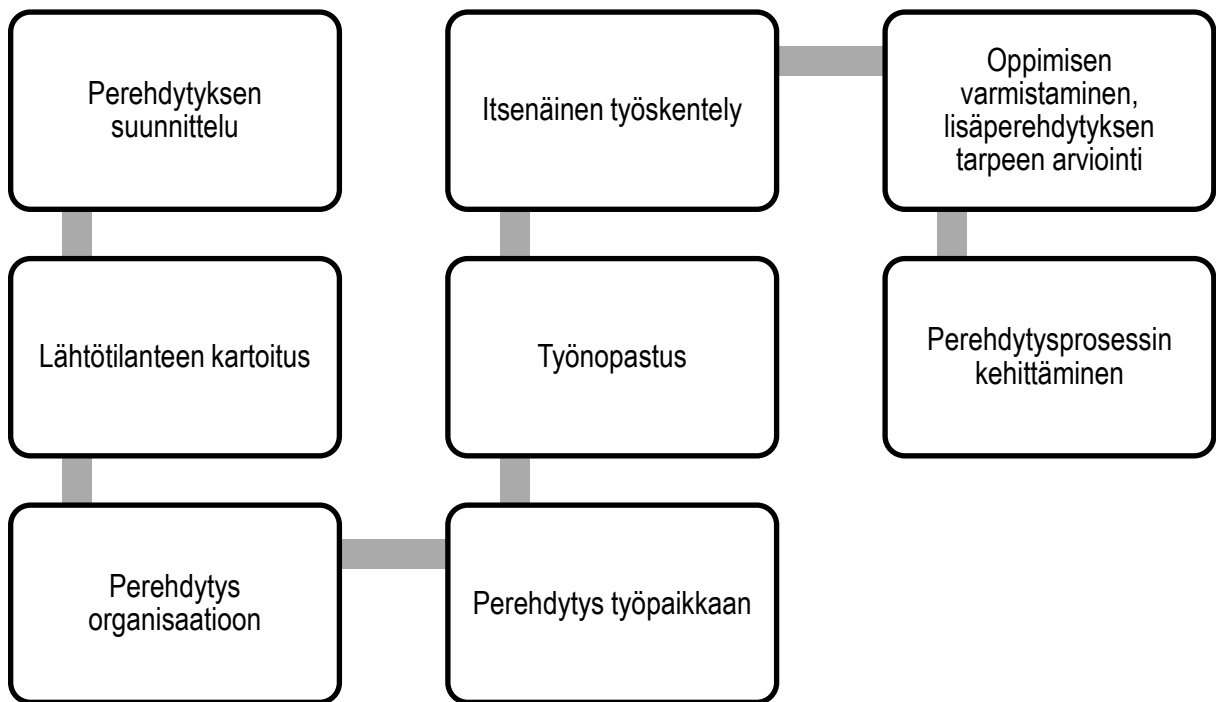 Perehdytyksen
suunnittelu
Lähtötilanteen kartoitus
Perehdytys
organisaatioon
Perehdytys työpaikkaan
Työnopastus
Itsenäinen työskentely
Oppimisen
varmistaminen,
lisäperehdytyksen
tarpeen arviointi
Perehdytysprosessin
kehittäminen